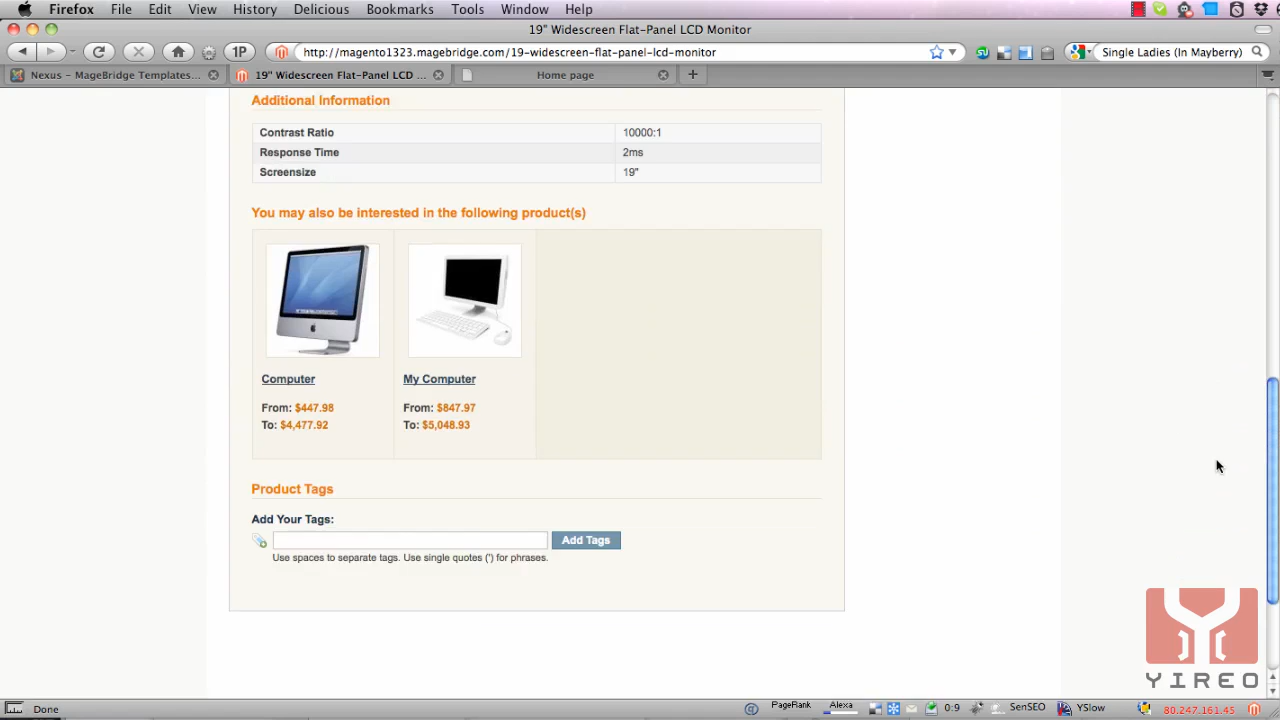 Firefox File Edit View History Delicious Bookmarks Tools Window Help
19" Widescreen Flat-Panel LCD Monitor
1P http://magento1323.magebridge.com/19-widescreen-flat-panel-lcd-monitor Single Ladies (In Mayberry)
Nexus – MageBridge Templates... 19" Widescreen Flat-Panel LCD ... Home page
Additional Information
Contrast Ratio 10000:1
Response Time 2ms
Screensize 19"
You may also be interested in the following product(s)
Computer My Computer
From: $447.98 From: $847.97
To: $4,477.92 To: $5,048.93
Product Tags
Add Your Tags:
Add Tags
Use spaces to separate tags. Use single quotes (') for phrases.
YIREO
Done PageRank Alexa 0:9 SenSEO YSlow 80.247.161.45